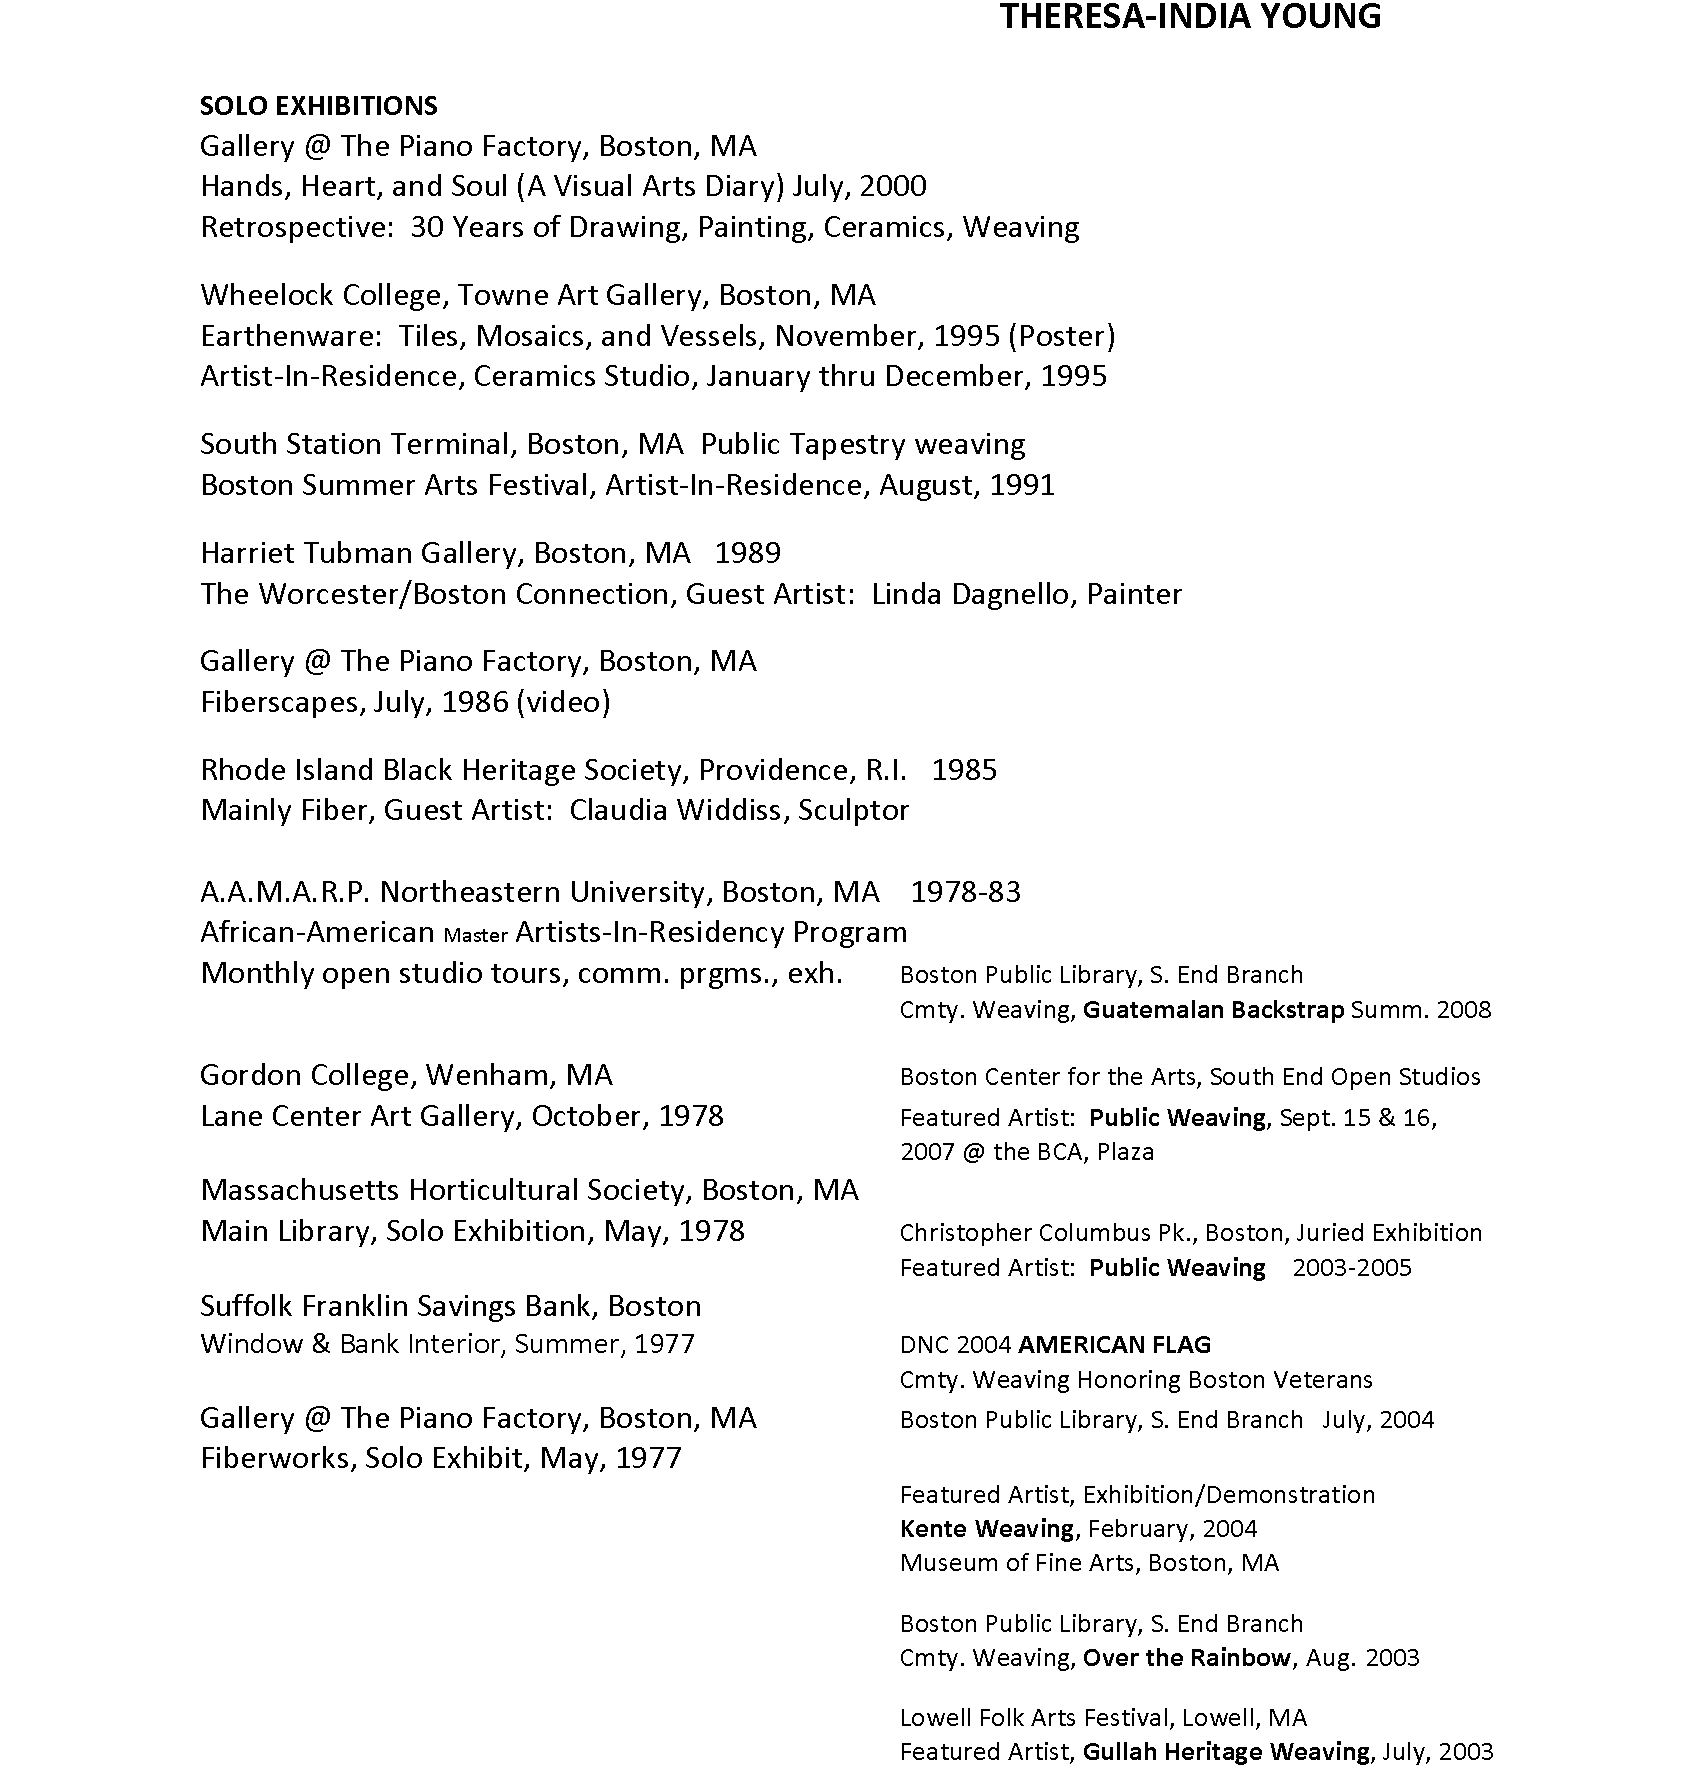 THERESA-INDIA YOUNG
SOLO EXHIBITIONS
Gallery @ The Piano Factory, Boston, MA
Hands, Heart, and Soul (A Visual Arts Diary) July, 2000
Retrospective:  30 Years of Drawing, Painting, Ceramics, Weaving
Wheelock College, Towne Art Gallery, Boston, MA
Earthenware:  Tiles, Mosaics, and Vessels, November, 1995 (Poster)
Artist-In-Residence, Ceramics Studio, January thru December, 1995
South Station Terminal, Boston, MA  Public Tapestry weaving
Boston Summer Arts Festival, Artist-In-Residence, August, 1991
Harriet Tubman Gallery, Boston, MA   1989
The Worcester/Boston Connection, Guest Artist:  Linda Dagnello, Painter
Gallery @ The Piano Factory, Boston, MA
Fiberscapes, July, 1986 (video)
Rhode Island Black Heritage Society, Providence, R.I.   1985
Mainly Fiber, Guest Artist:  Claudia Widdiss, Sculptor
A.A.M.A.R.P. Northeastern University, Boston, MA    1978-83
African-American Master Artists-In-Residency Program
Monthly open studio tours, comm. prgms., exh.
Gordon College, Wenham, MA
Lane Center Art Gallery, October, 1978
Massachusetts Horticultural Society, Boston, MA
Main Library, Solo Exhibition, May, 1978
Suffolk Franklin Savings Bank, Boston
Window & Bank Interior, Summer, 1977
Gallery @ The Piano Factory, Boston, MA
Fiberworks, Solo Exhibit, May, 1977
Boston Public Library, S. End Branch
Cmty. Weaving, Guatemalan Backstrap Summ. 2008
Boston Center for the Arts, South End Open Studios
Featured Artist:  Public Weaving, Sept. 15 & 16,
2007 @ the BCA, Plaza
Christopher Columbus Pk., Boston, Juried Exhibition
Featured Artist:  Public Weaving    2003-2005
DNC 2004 AMERICAN FLAG
Cmty. Weaving Honoring Boston Veterans
Boston Public Library, S. End Branch   July, 2004
Featured Artist, Exhibition/Demonstration
Kente Weaving, February, 2004
Museum of Fine Arts, Boston, MA
Boston Public Library, S. End Branch
Cmty. Weaving, Over the Rainbow, Aug. 2003
Lowell Folk Arts Festival, Lowell, MA
Featured Artist, Gullah Heritage Weaving, July, 2003